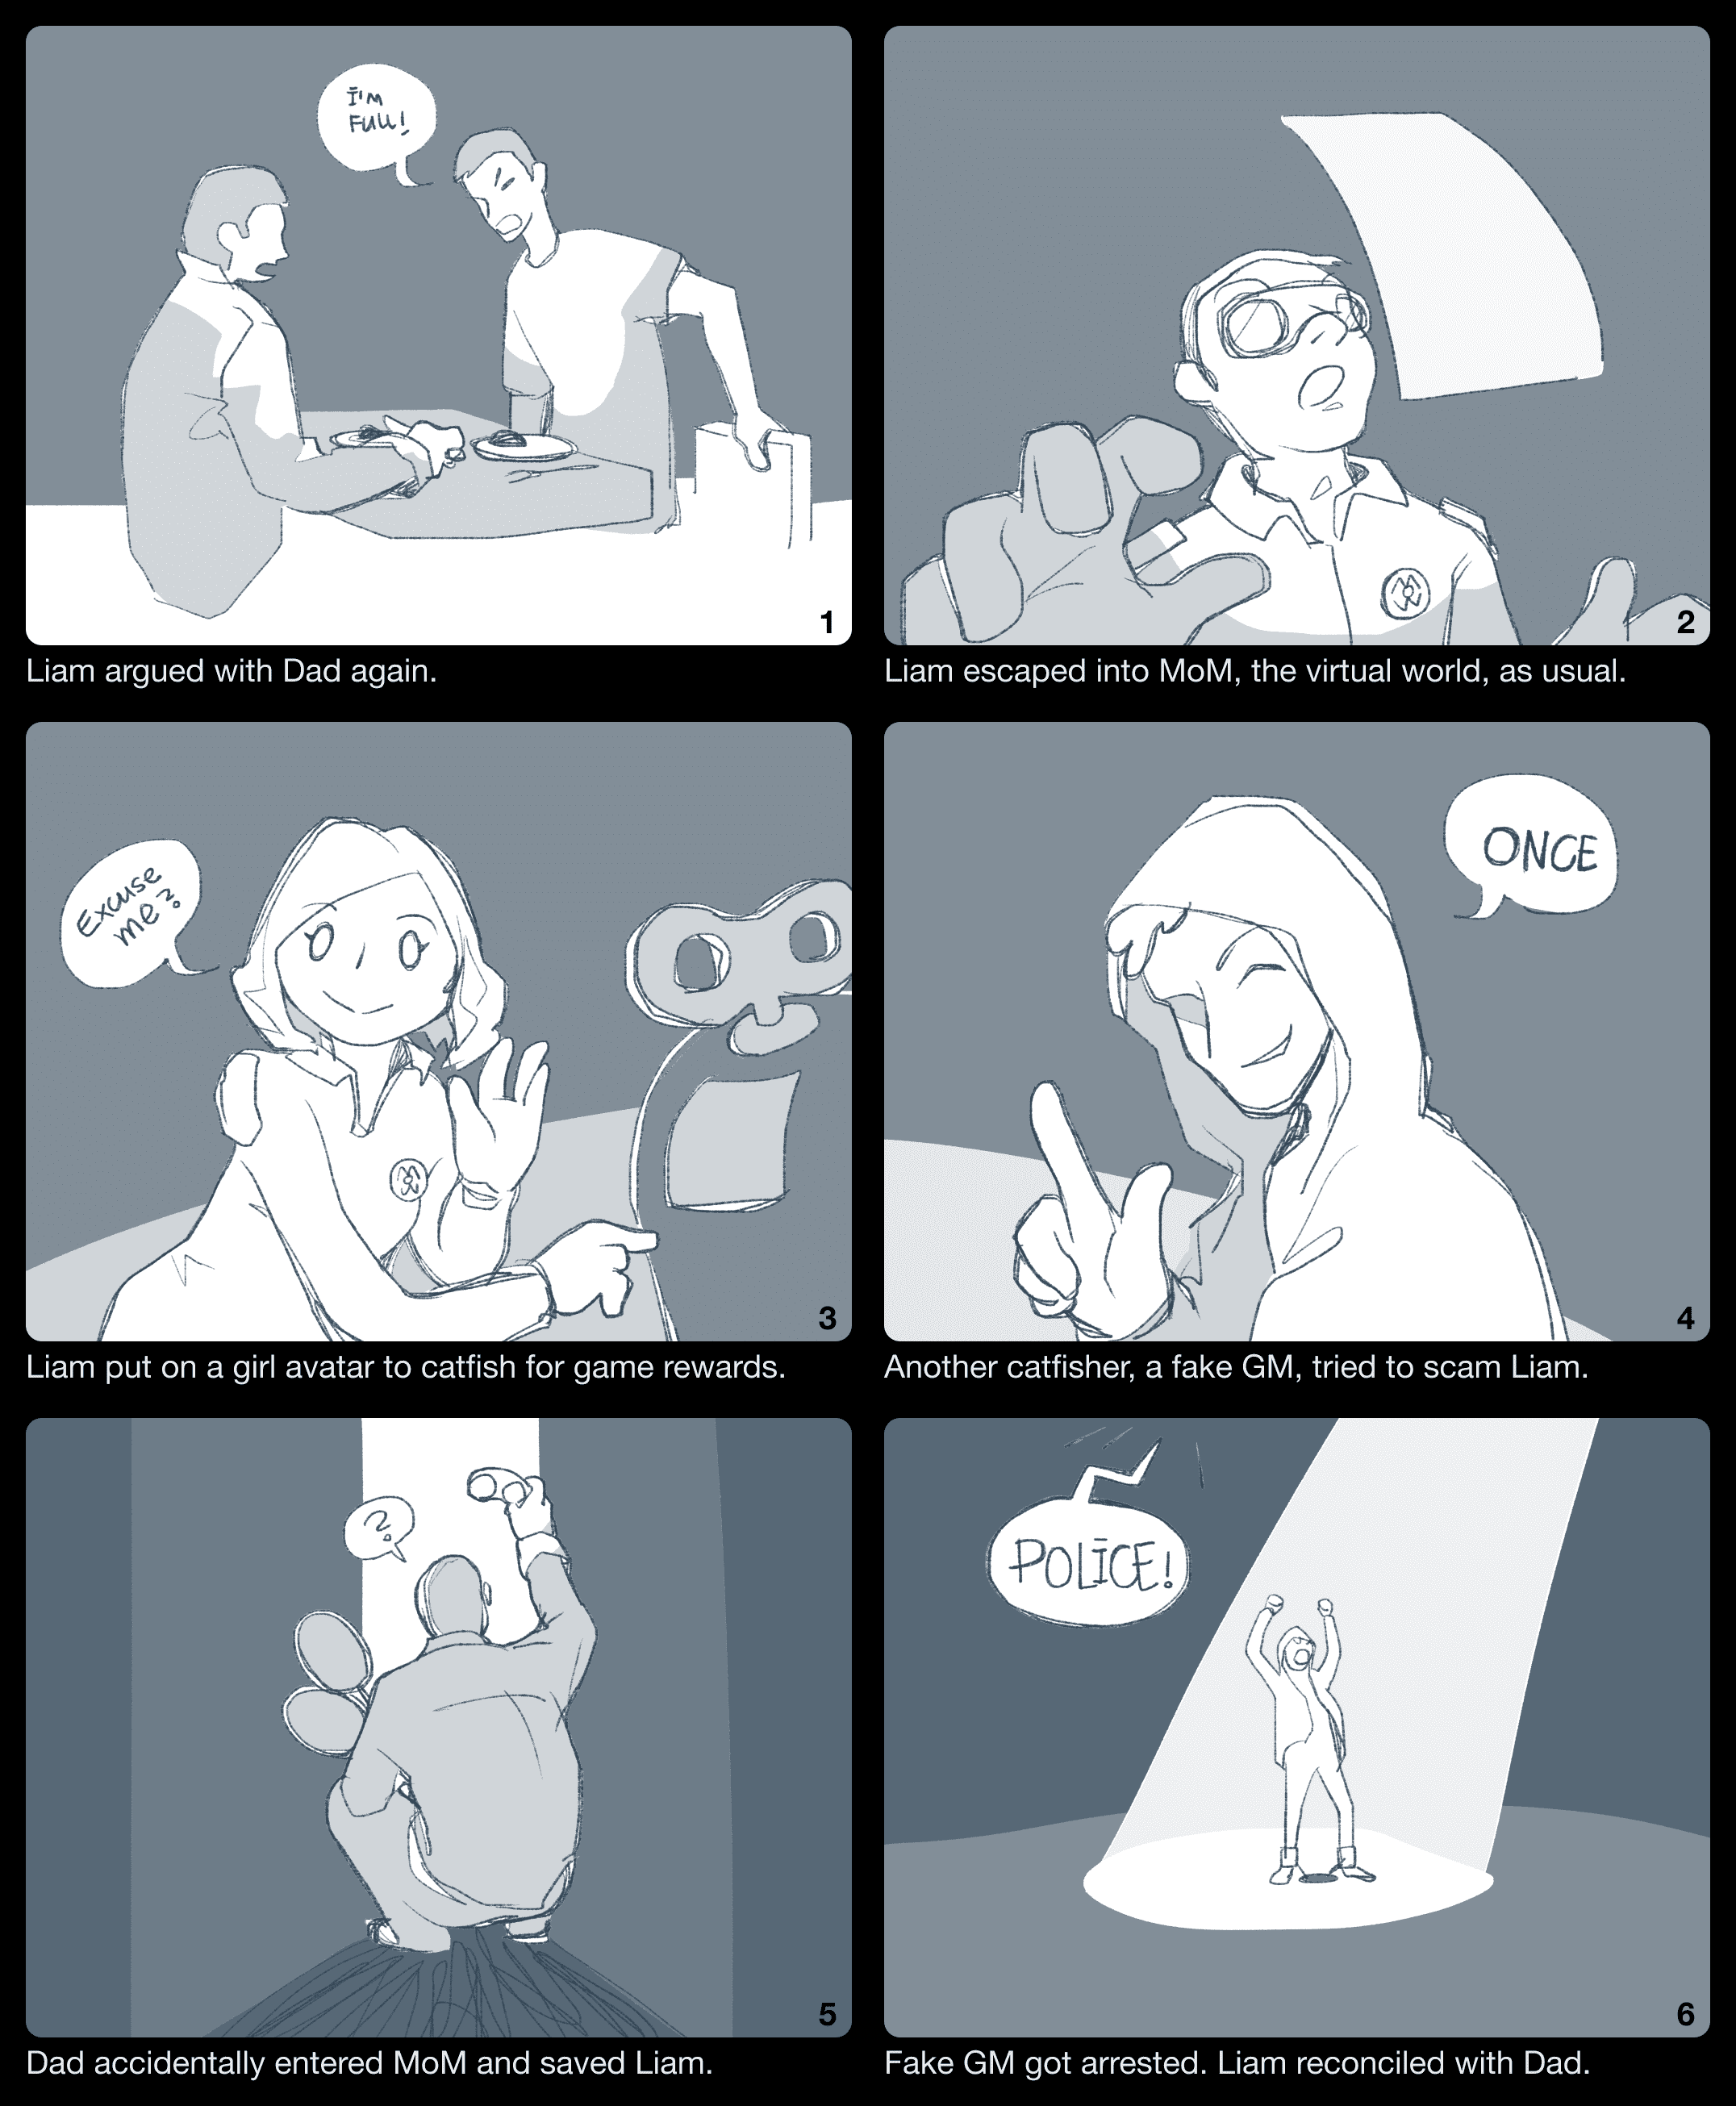 I'M
FULL!
1
2
Liam argued with Dad again.
Liam escaped into MoM, the virtual world, as usual.
Excuse
me?
3
ONCE
4
Liam put on a girl avatar to catfish for game rewards.
Another catfisher, a fake GM, tried to scam Liam.
?
5
POLICE!
6
Dad accidentally entered MoM and saved Liam.
Fake GM got arrested. Liam reconciled with Dad.